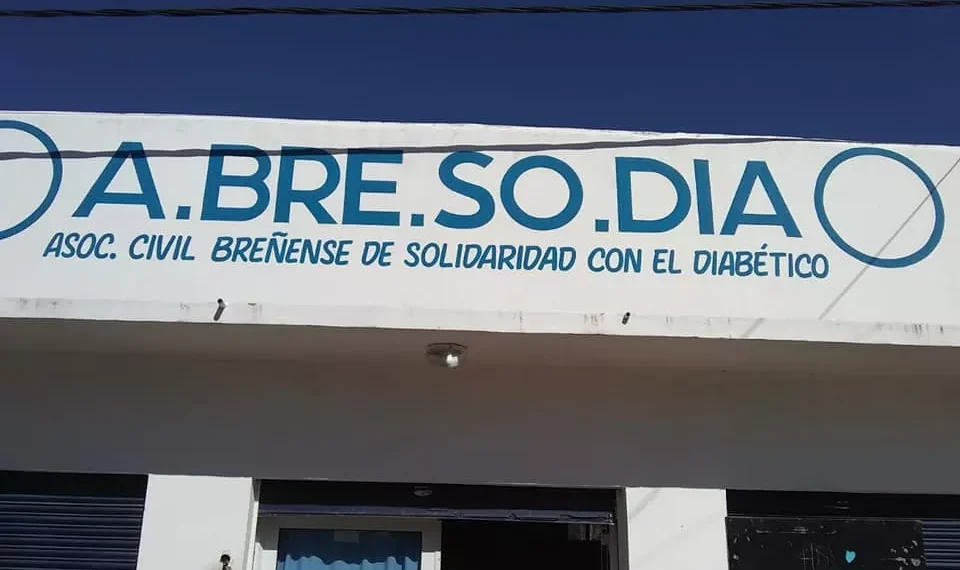 A.BRE.SO.DIA
ASOC. CIVIL BREÑENSE DE SOLIDARIDAD CON EL DIABÉTICO